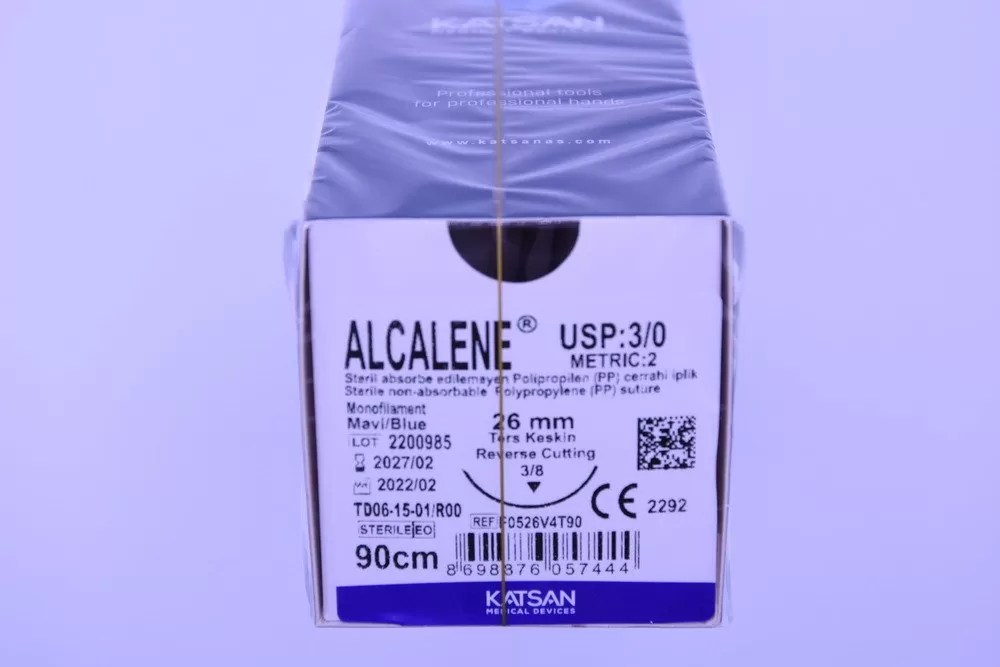 KATSAN
MEDICAL DEVICES
Professional tools
for professional hands
www.katsanas.com
ALCALENE® USP:3/0
METRIC:2
Steril absorbe edilemeyen Polipropilen (PP) cerrahi iplik
Sterile non-absorbable Polypropylene (PP) suture
Monofilament
Mavi/Blue
26 mm
Ters Keskin
Reverse Cutting
3/8
LOT 2200985
2027/02
2022/02
TD06-15-01/R00
STERILE EO
90cm
CE 2292
REF F0526V4T90
8 698876 057444
KATSAN
MEDICAL DEVICES